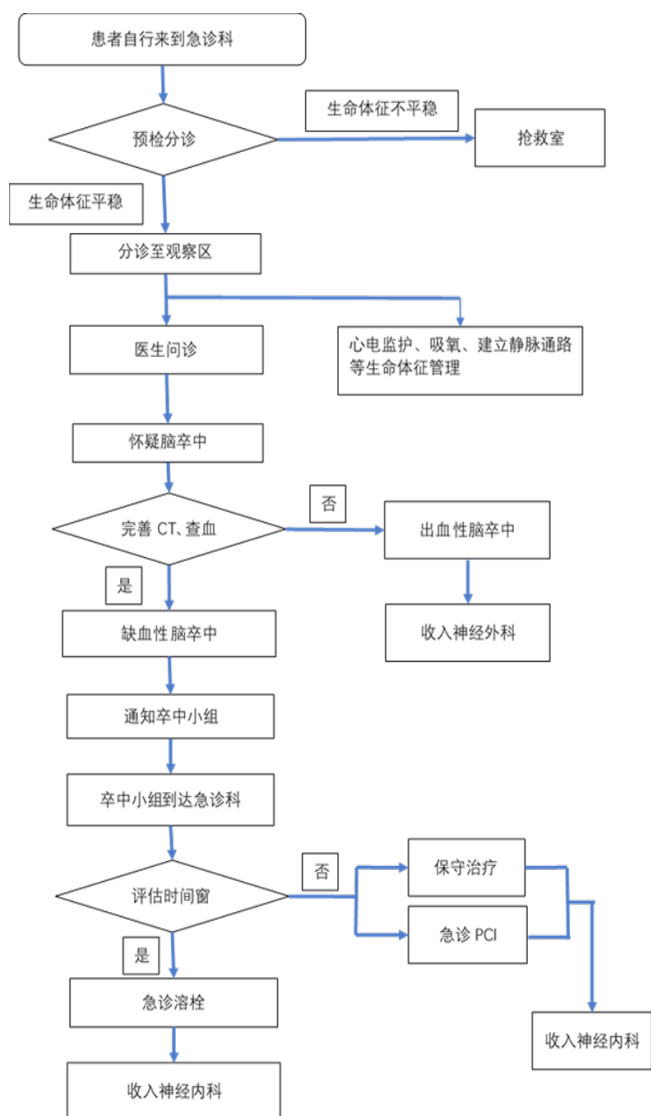 患者自行来到急诊科
生命体征不平稳
预检分诊
抢救室
生命体征平稳
分诊至观察区
医生问诊
心电监护、吸氧、建立静脉通路
等生命体征管理
怀疑脑卒中
否
完善 CT、查血
出血性脑卒中
是
缺血性脑卒中
收入神经外科
通知卒中小组
卒中小组到达急诊科
否
保守治疗
评估时间窗
急诊 PCI
是
急诊溶栓
收入神经内科
收入神经内科